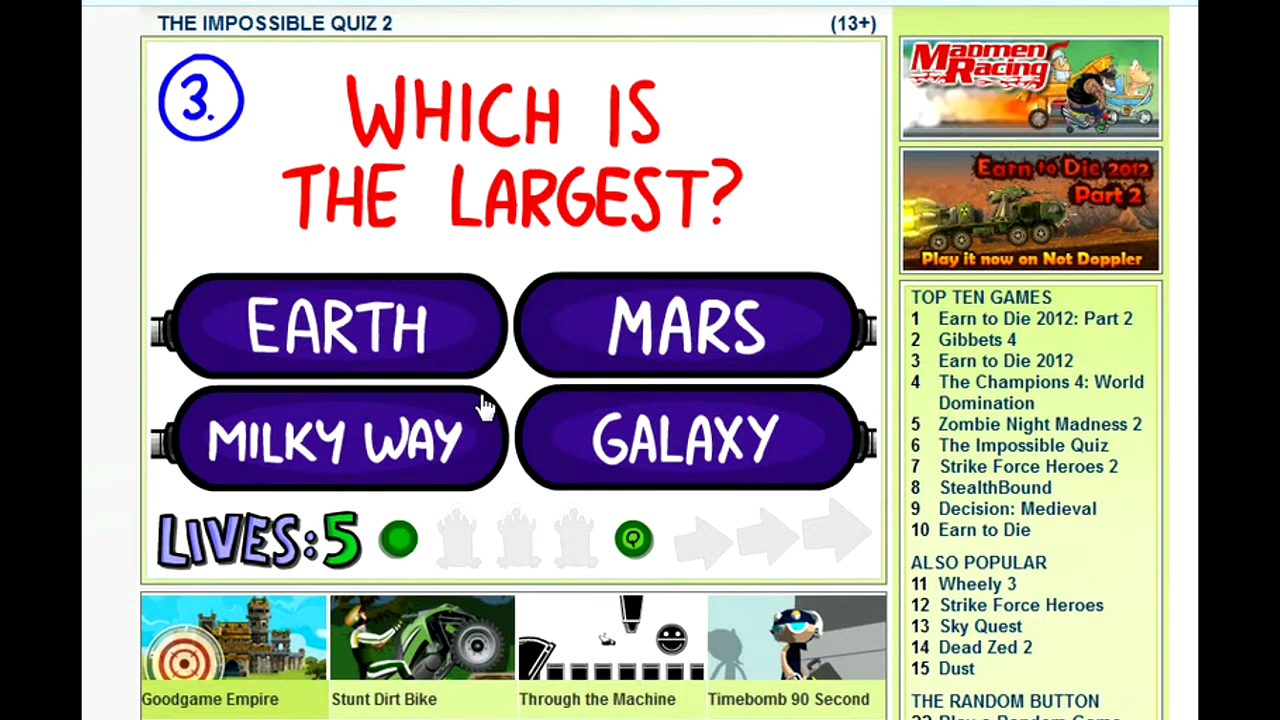 THE IMPOSSIBLE QUIZ 2
(13+)
3.
WHICH IS
THE LARGEST?
EARTH
MARS
MILKY WAY
GALAXY
LIVES: 5
Goodgame Empire
Stunt Dirt Bike
Through the Machine
Timebomb 90 Second
MADMEN
RACING
Earn to Die 2012
Part 2
Play it now on Not Doppler
TOP TEN GAMES
1 Earn to Die 2012: Part 2
2 Gibbets 4
3 Earn to Die 2012
4 The Champions 4: World
Domination
5 Zombie Night Madness 2
6 The Impossible Quiz
7 Strike Force Heroes 2
8 StealthBound
9 Decision: Medieval
10 Earn to Die
ALSO POPULAR
11 Wheely 3
12 Strike Force Heroes
13 Sky Quest
14 Dead Zed 2
15 Dust
THE RANDOM BUTTON